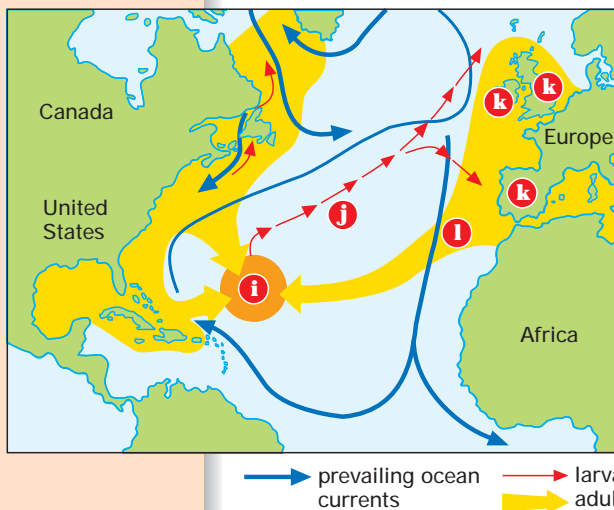 Canada
United
States
Europe
Africa
i
j
k
k
k
l
prevailing ocean
currents
larva
adul